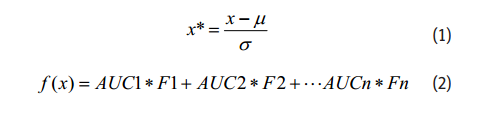 x* = (x − μ) / σ (1)
f(x) = AUC1 * F1 + AUC2 * F2 + ⋯AUCn * Fn (2)